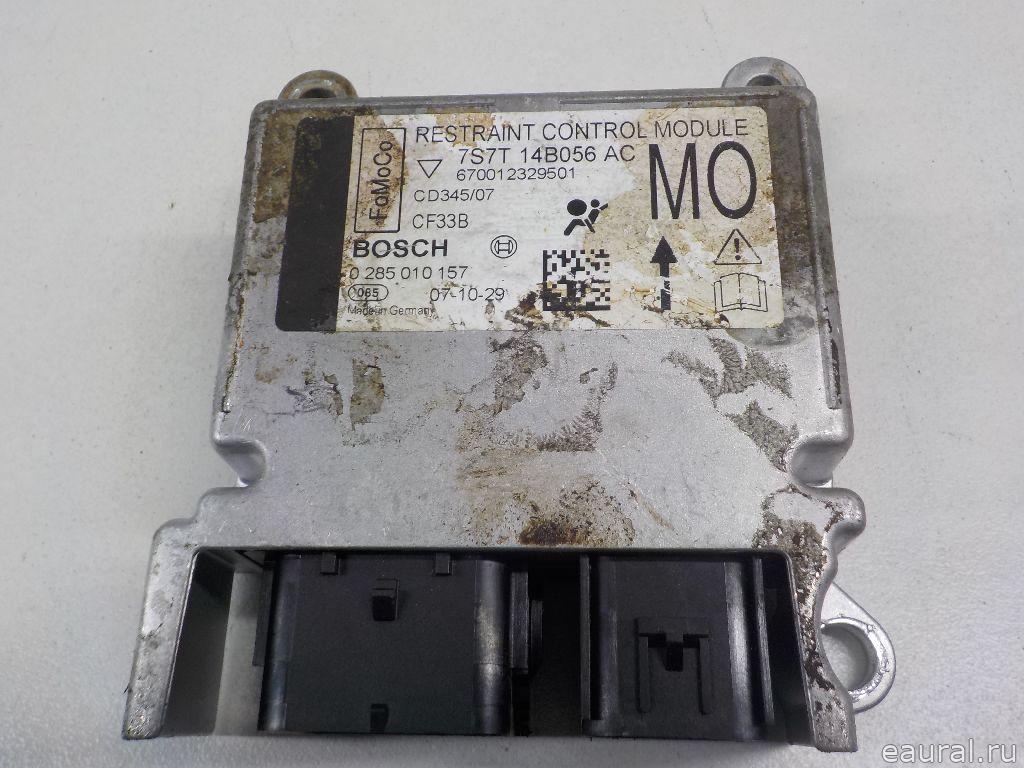 RESTRAINT CONTROL MODULE
FoMoCo
7S7T 14B056 AC
670012329501
MO
CD345/07
CF33B
BOSCH
0 285 010 157
065 07-10-29
Made in Germany
eaural.ru